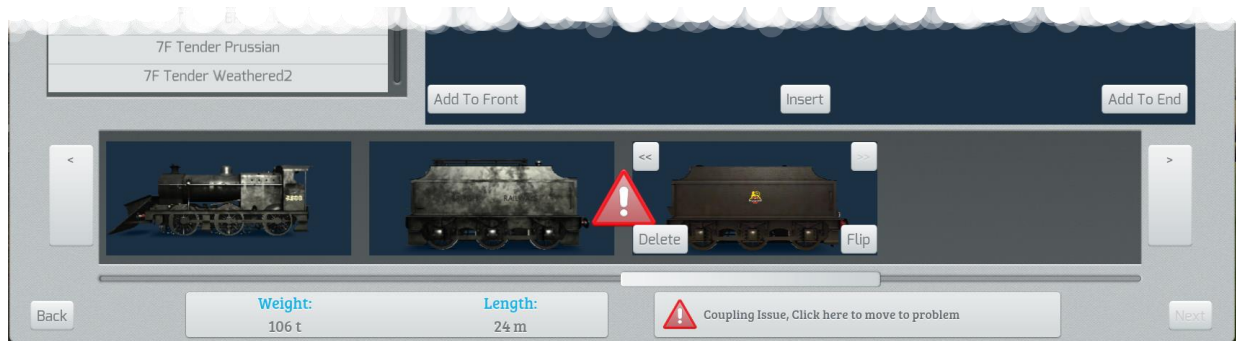 7F Tender Prussian
7F Tender Weathered2
Add To Front
Insert
Add To End
<
<<
>>
>
Delete
Flip
Weight:
Length:
106 t
24 m
Back
Coupling Issue, Click here to move to problem
Next